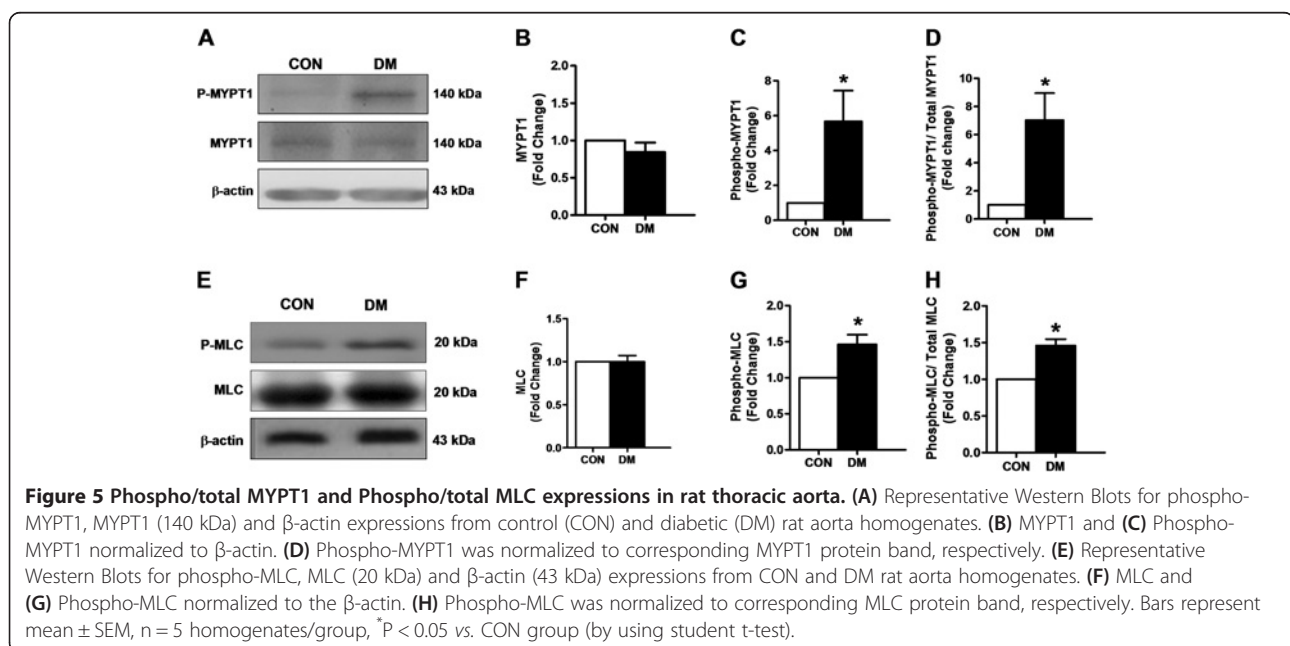 A
CON DM
P-MYPT1 140 kDa
MYPT1 140 kDa
β-actin 43 kDa
B
MYPT1
(Fold Change)
2.0
1.5
1.0
0.5
0.0
CON DM
C
Phospho-MYPT1
(Fold Change)
8
6
4
2
0
*
CON DM
D
Phospho-MYPT1/ Total MYPT1
(Fold change)
10
8
6
4
2
0
*
CON DM
E
CON DM
P-MLC 20 kDa
MLC 20 kDa
β-actin 43 kDa
F
MLC
(Fold Change)
1.5
1.0
0.5
0.0
CON DM
G
Phospho-MLC
(Fold Change)
2.0
1.5
1.0
0.5
0.0
*
CON DM
H
Phospho-MLC/ Total MLC
(Fold Change)
2.0
1.5
1.0
0.5
0.0
*
CON DM
Figure 5 Phospho/total MYPT1 and Phospho/total MLC expressions in rat thoracic aorta. (A) Representative Western Blots for phospho-
MYPT1, MYPT1 (140 kDa) and β-actin expressions from control (CON) and diabetic (DM) rat aorta homogenates. (B) MYPT1 and (C) Phospho-
MYPT1 normalized to β-actin. (D) Phospho-MYPT1 was normalized to corresponding MYPT1 protein band, respectively. (E) Representative
Western Blots for phospho-MLC, MLC (20 kDa) and β-actin (43 kDa) expressions from CON and DM rat aorta homogenates. (F) MLC and
(G) Phospho-MLC normalized to the β-actin. (H) Phospho-MLC was normalized to corresponding MLC protein band, respectively. Bars represent
mean ± SEM, n = 5 homogenates/group, *P < 0.05 vs. CON group (by using student t-test).